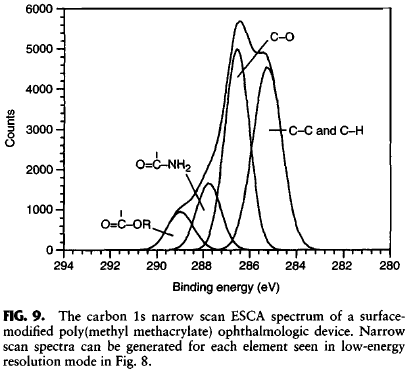 6000
5000
4000
3000
2000
1000
0
Counts
C–O
C–C and C–H
O=C–NH2
O=C–OR
294 292 290 288 286 284 282 280
Binding energy (eV)
FIG. 9. The carbon 1s narrow scan ESCA spectrum of a surface-
modified poly(methyl methacrylate) ophthalmologic device. Narrow
scan spectra can be generated for each element seen in low-energy
resolution mode in Fig. 8.